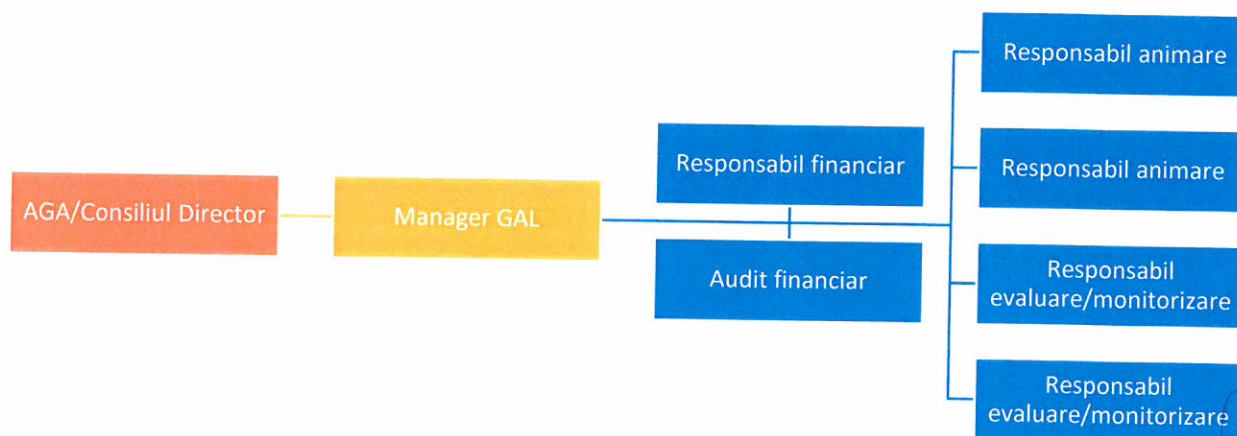 AGA/Consiliul Director
Manager GAL
Responsabil financiar
Audit financiar
Responsabil animare
Responsabil animare
Responsabil
evaluare/monitorizare
Responsabil
evaluare/monitorizare